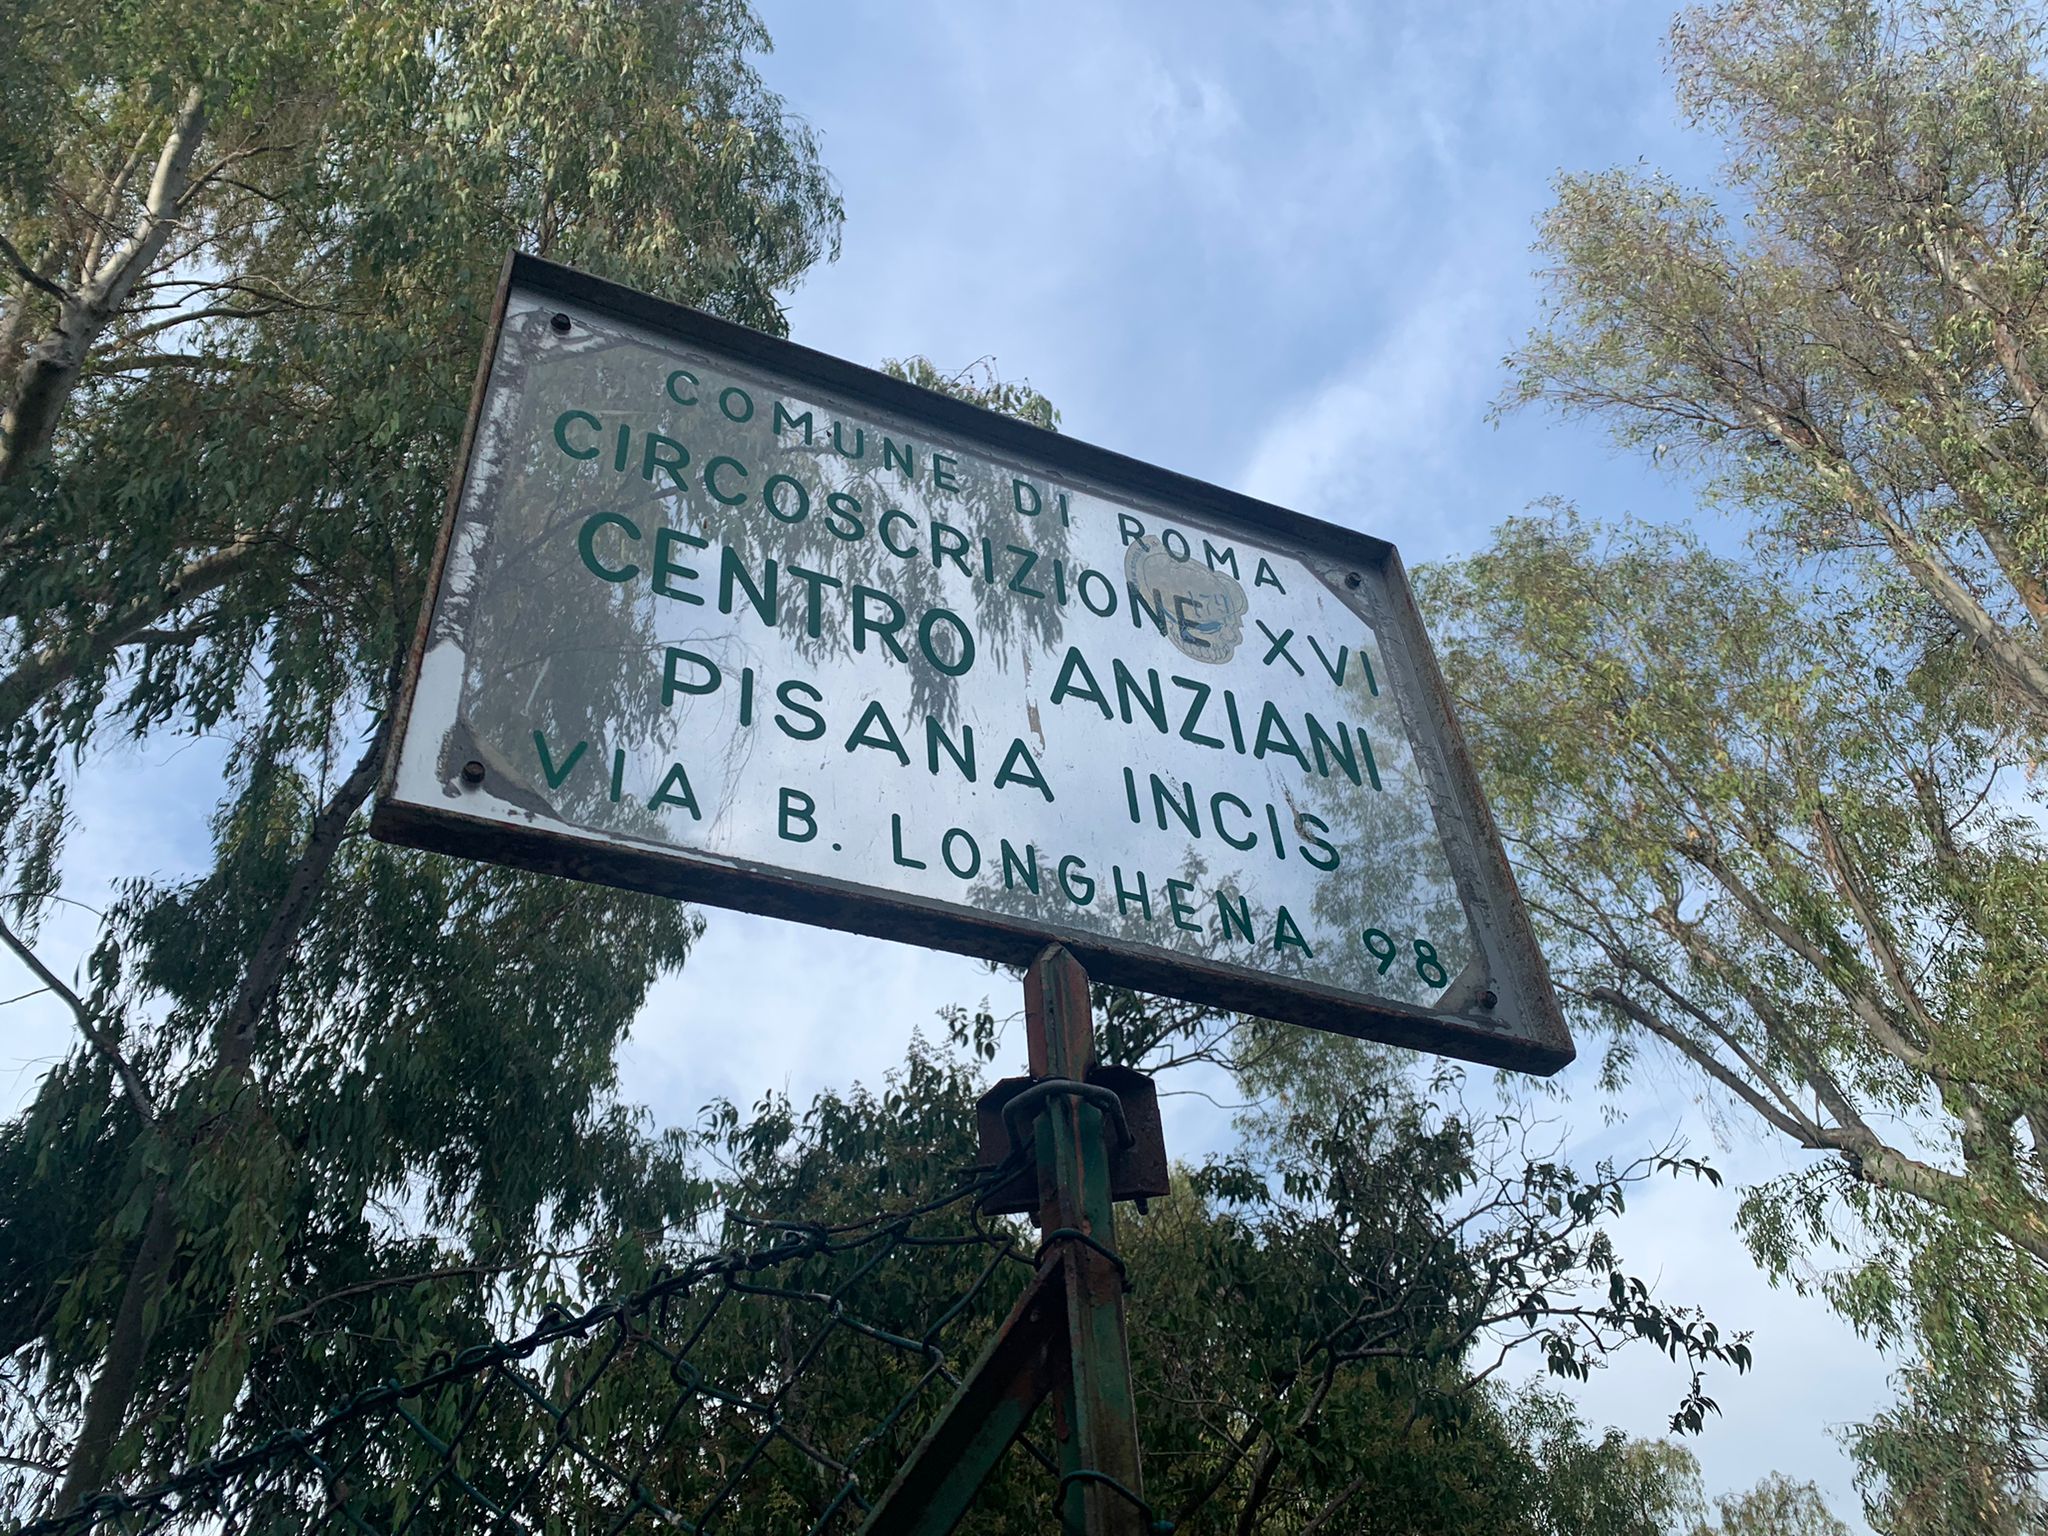 COMUNE DI ROMA
CIRCOSCRIZIONE XVI
CENTRO ANZIANI
PISANA INCIS
VIA B. LONGHENA 98